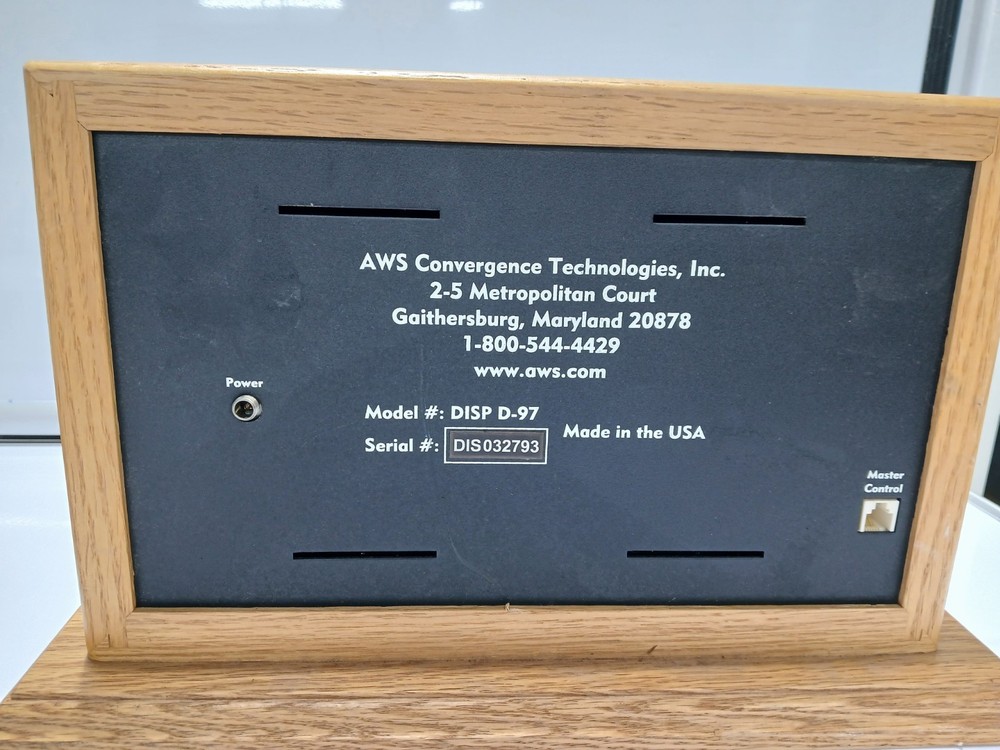 AWS Convergence Technologies, Inc.
2-5 Metropolitan Court
Gaithersburg, Maryland 20878
1-800-544-4429
www.aws.com
Power
Model #: DISP D-97
Serial #: DIS032793
Made in the USA
Master
Control